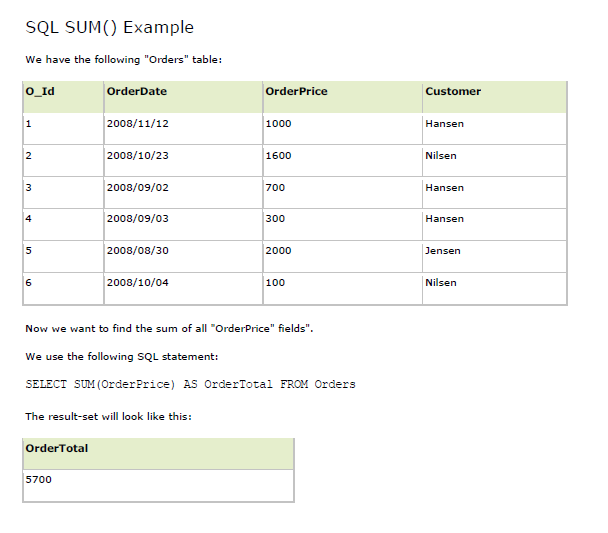 SQL SUM() Example
We have the following "Orders" table:
O_Id OrderDate OrderPrice Customer
1 2008/11/12 1000 Hansen
2 2008/10/23 1600 Nilsen
3 2008/09/02 700 Hansen
4 2008/09/03 300 Hansen
5 2008/08/30 2000 Jensen
6 2008/10/04 100 Nilsen
Now we want to find the sum of all "OrderPrice" fields".
We use the following SQL statement:
SELECT SUM(OrderPrice) AS OrderTotal FROM Orders
The result-set will look like this:
OrderTotal
5700